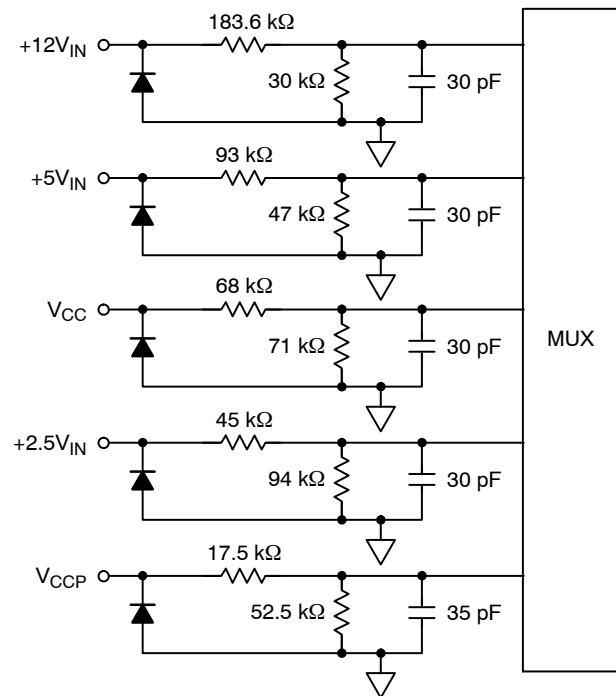 183.6 kΩ
+12VIN
30 kΩ
30 pF
93 kΩ
+5VIN
47 kΩ
30 pF
68 kΩ
VCC
71 kΩ
30 pF
MUX
45 kΩ
+2.5VIN
94 kΩ
30 pF
17.5 kΩ
VCCP
52.5 kΩ
35 pF